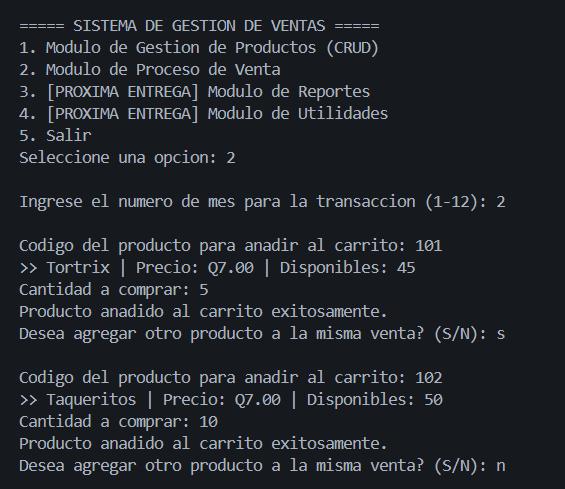 ===== SISTEMA DE GESTION DE VENTAS =====
1. Modulo de Gestion de Productos (CRUD)
2. Modulo de Proceso de Venta
3. [PROXIMA ENTREGA] Modulo de Reportes
4. [PROXIMA ENTREGA] Modulo de Utilidades
5. Salir
Seleccione una opcion: 2
Ingrese el numero de mes para la transaccion (1-12): 2
Codigo del producto para anadir al carrito: 101
>> Tortrix | Precio: Q7.00 | Disponibles: 45
Cantidad a comprar: 5
Producto anadido al carrito exitosamente.
Desea agregar otro producto a la misma venta? (S/N): s
Codigo del producto para anadir al carrito: 102
>> Taqueritos | Precio: Q7.00 | Disponibles: 50
Cantidad a comprar: 10
Producto anadido al carrito exitosamente.
Desea agregar otro producto a la misma venta? (S/N): n